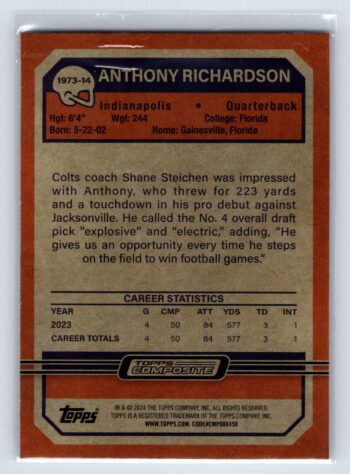 1973-14
ANTHONY RICHARDSON
Indianapolis • Quarterback
Hgt: 6'4" Wgt: 244 College: Florida
Born: 5-22-02 Home: Gainesville, Florida
Colts coach Shane Steichen was impressed
with Anthony, who threw for 223 yards
and a touchdown in his pro debut against
Jacksonville. He called the No. 4 overall draft
pick "explosive" and "electric," adding, "He
gives us an opportunity every time he steps
on the field to win football games."
CAREER STATISTICS
YEAR G CMP ATT YDS TD INT
2023 4 50 84 577 3 1
CAREER TOTALS 4 50 84 577 3 1
TOPPS
COMPOSITE
Topps
® & © 2024 THE TOPPS COMPANY, INC. ALL RIGHTS RESERVED.
TOPPS IS A REGISTERED TRADEMARK OF THE TOPPS COMPANY, INC.
WWW.TOPPS.COM CODE#CMP088458